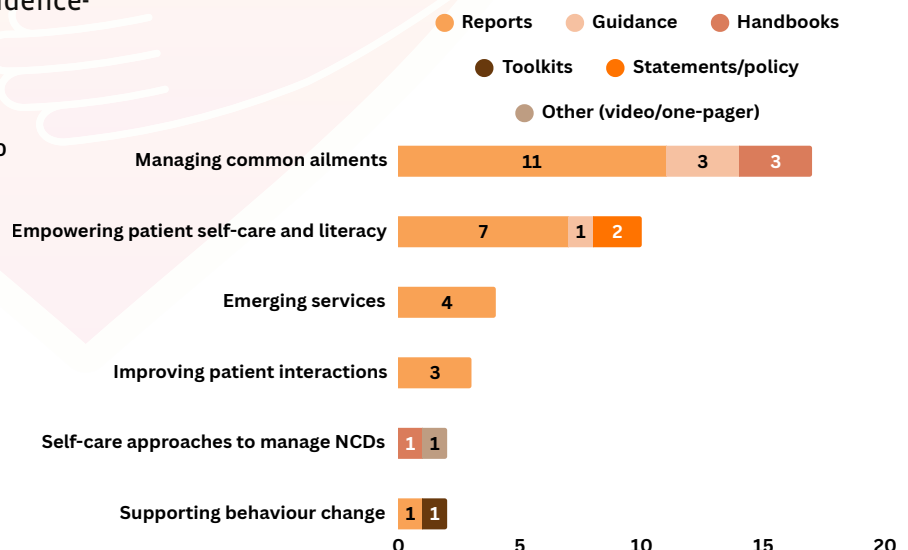 Reports Guidance Handbooks
Toolkits Statements/policy
Other (video/one-pager)
Managing common ailments 11 3 3
Empowering patient self-care and literacy 7 1 2
Emerging services 4
Improving patient interactions 3
Self-care approaches to manage NCDs 1 1
Supporting behaviour change 1 1
0 5 10 15 20